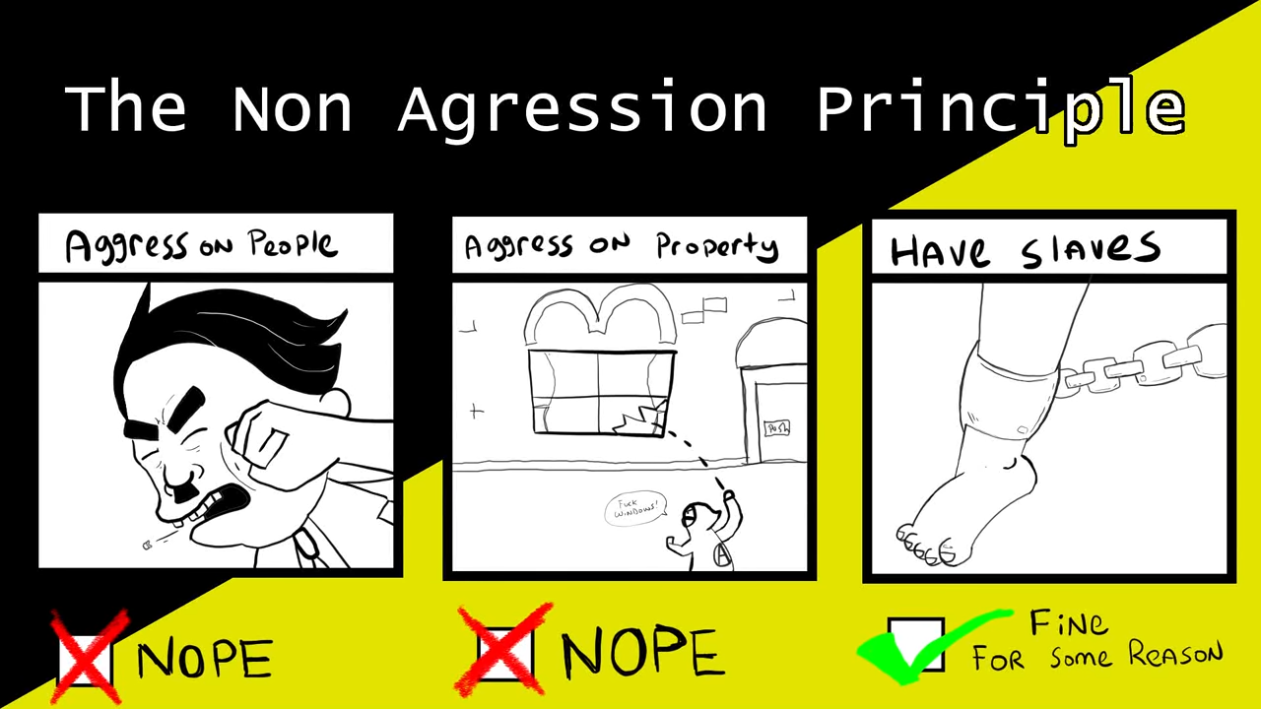 The Non Agression Principle
Aggress on People
Aggress on Property
Have slaves
Push
Fuck
Windows!
A
NOPE
NOPE
Fine
For some Reason